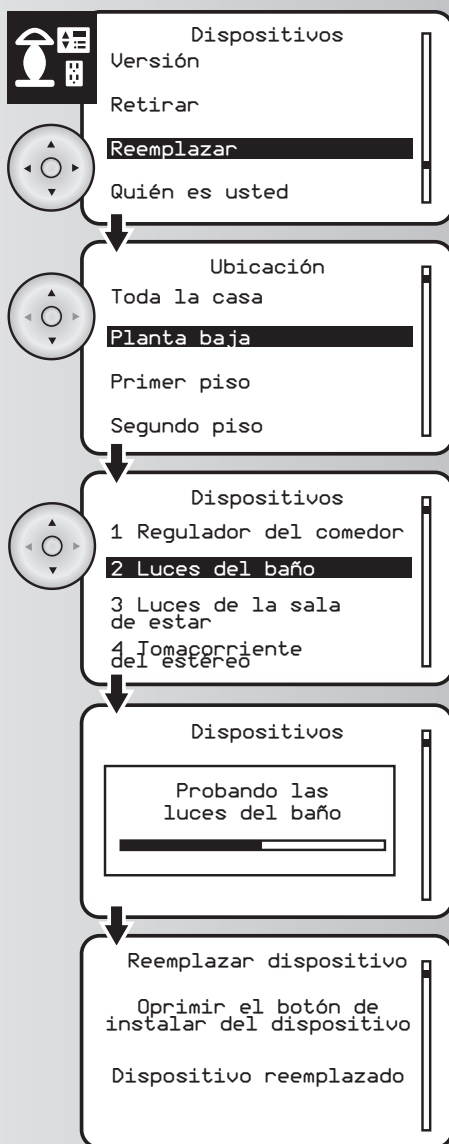 Dispositivos
Versión
Retirar
Reemplazar
Quién es usted
Ubicación
Toda la casa
Planta baja
Primer piso
Segundo piso
Dispositivos
1 Regulador del comedor
2 Luces del baño
3 Luces de la sala
de estar
4 Tomacorriente
del estéreo
Dispositivos
Probando las
luces del baño
Reemplazar dispositivo
Oprimir el botón de
instalar del dispositivo
Dispositivo reemplazado